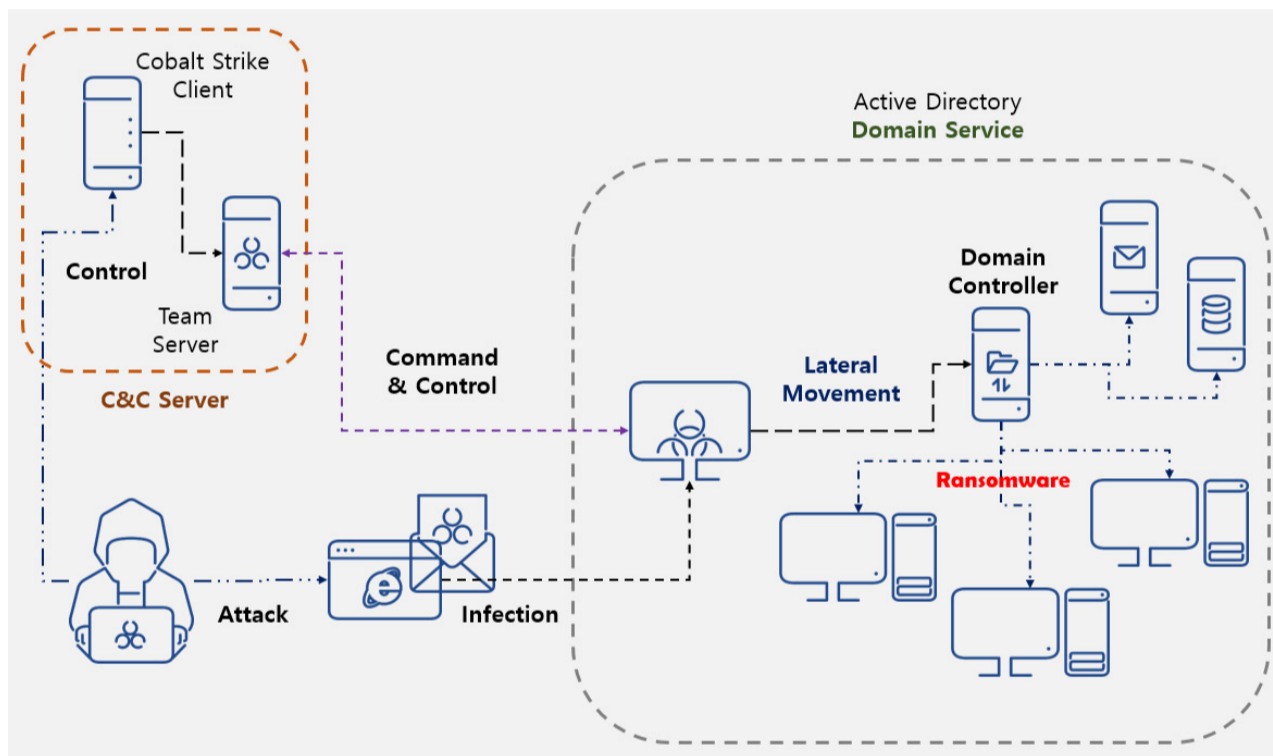 Cobalt Strike
Client
Control
Team
Server
C&C Server
Command
& Control
Attack
Infection
Active Directory
Domain Service
Lateral
Movement
Domain
Controller
Ransomware